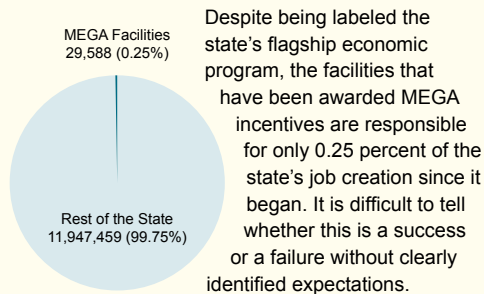 MEGA Facilities
29,588 (0.25%)
Rest of the State
11,947,459 (99.75%)
Despite being labeled the
state’s flagship economic
program, the facilities that
have been awarded MEGA
incentives are responsible
for only 0.25 percent of the
state’s job creation since it
began. It is difficult to tell
whether this is a success
or a failure without clearly
identified expectations.